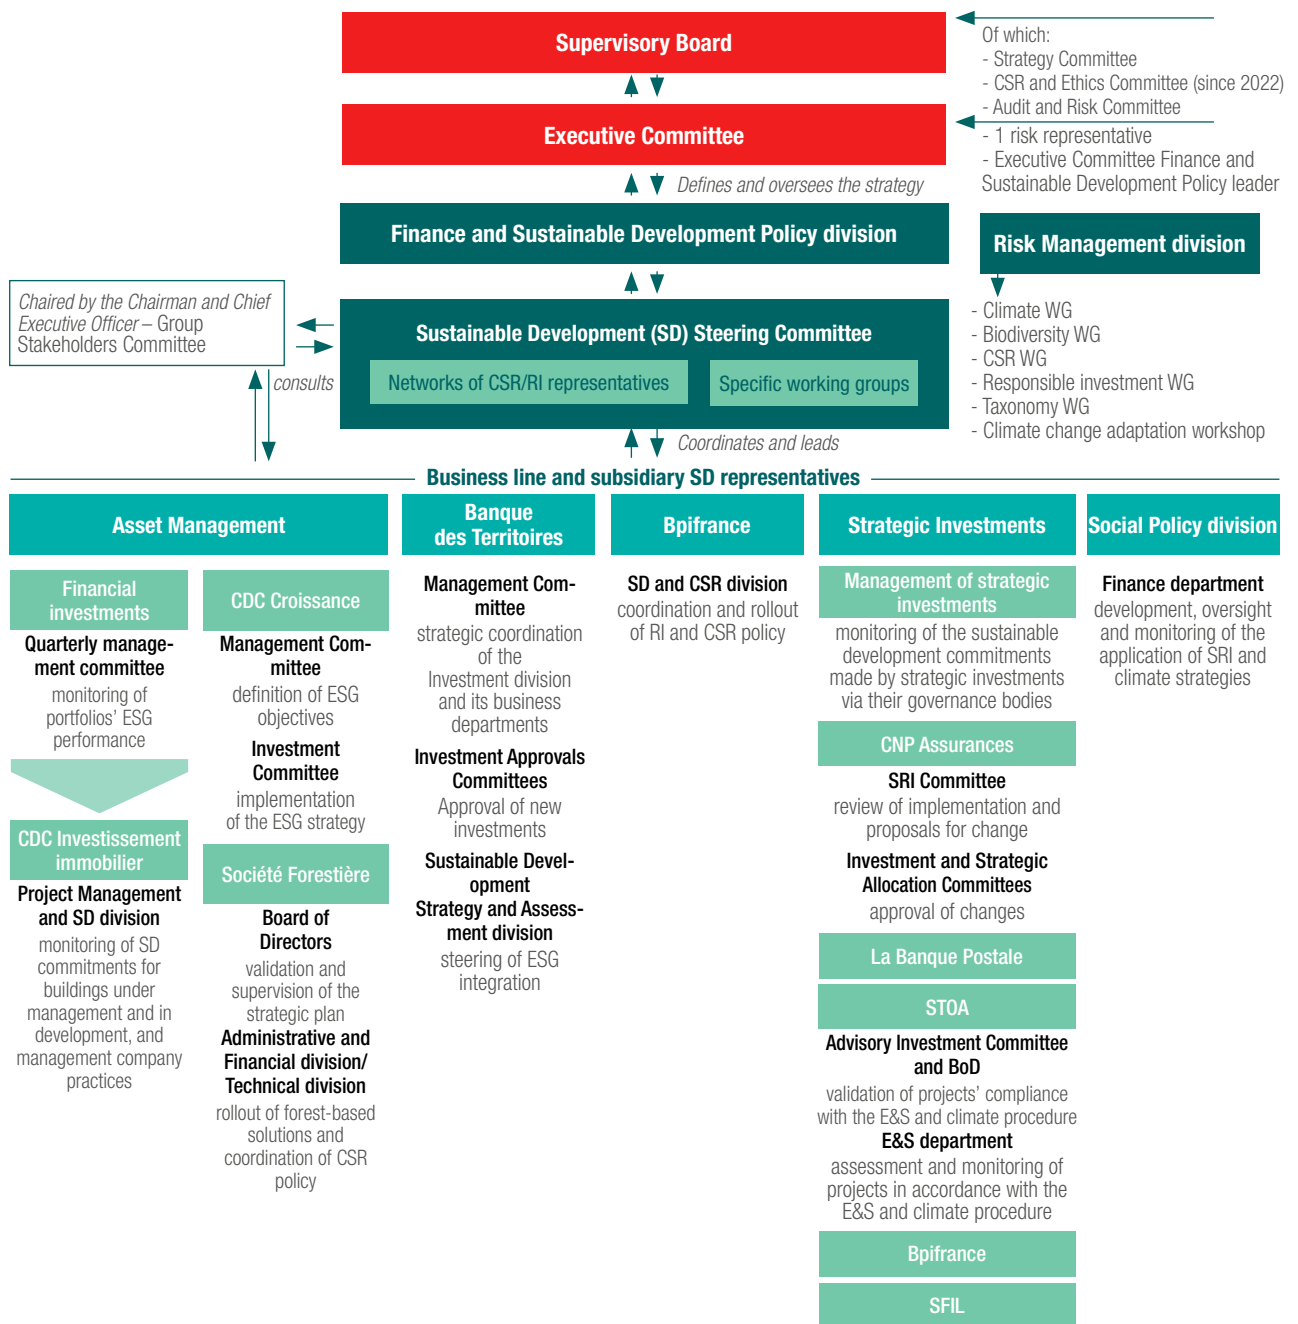 Supervisory Board
Of which:
- Strategy Committee
- CSR and Ethics Committee (since 2022)
- Audit and Risk Committee
Executive Committee
- 1 risk representative
- Executive Committee Finance and
Sustainable Development Policy leader
Defines and oversees the strategy
Finance and Sustainable Development Policy division
Risk Management division
- Climate WG
- Biodiversity WG
- CSR WG
- Responsible investment WG
- Taxonomy WG
- Climate change adaptation workshop
Chaired by the Chairman and Chief
Executive Officer – Group
Stakeholders Committee
consults
Sustainable Development (SD) Steering Committee
Networks of CSR/RI representatives
Specific working groups
Coordinates and leads
Business line and subsidiary SD representatives
Asset Management
Financial
investments
Quarterly manage-
ment committee
monitoring of
portfolios’ ESG
performance
CDC Investissement
immobilier
Project Management
and SD division
monitoring of SD
commitments for
buildings under
management and in
development, and
management company
practices
CDC Croissance
Management Com-
mittee
definition of ESG
objectives
Investment
Committee
implementation
of the ESG strategy
Société Forestière
Board of
Directors
validation and
supervision of the
strategic plan
Administrative and
Financial division/
Technical division
rollout of forest-based
solutions and
coordination of CSR
policy
Banque
des Territoires
Management Com-
mittee
strategic coordination
of the
Investment division
and its business
departments
Investment Approvals
Committees
Approval of new
investments
Sustainable Devel-
opment
Strategy and Assess-
ment division
steering of ESG
integration
Bpifrance
SD and CSR division
coordination and rollout
of RI and CSR policy
Strategic Investments
Management of strategic
investments
monitoring of the sustainable
development commitments
made by strategic investments
via their governance bodies
CNP Assurances
SRI Committee
review of implementation and
proposals for change
Investment and Strategic
Allocation Committees
approval of changes
La Banque Postale
STOA
Advisory Investment Committee
and BoD
validation of projects’ compliance
with the E&S and climate procedure
E&S department
assessment and monitoring of
projects in accordance with the
E&S and climate procedure
Bpifrance
SFIL
Social Policy division
Finance department
development, oversight
and monitoring of the
application of SRI and
climate strategies